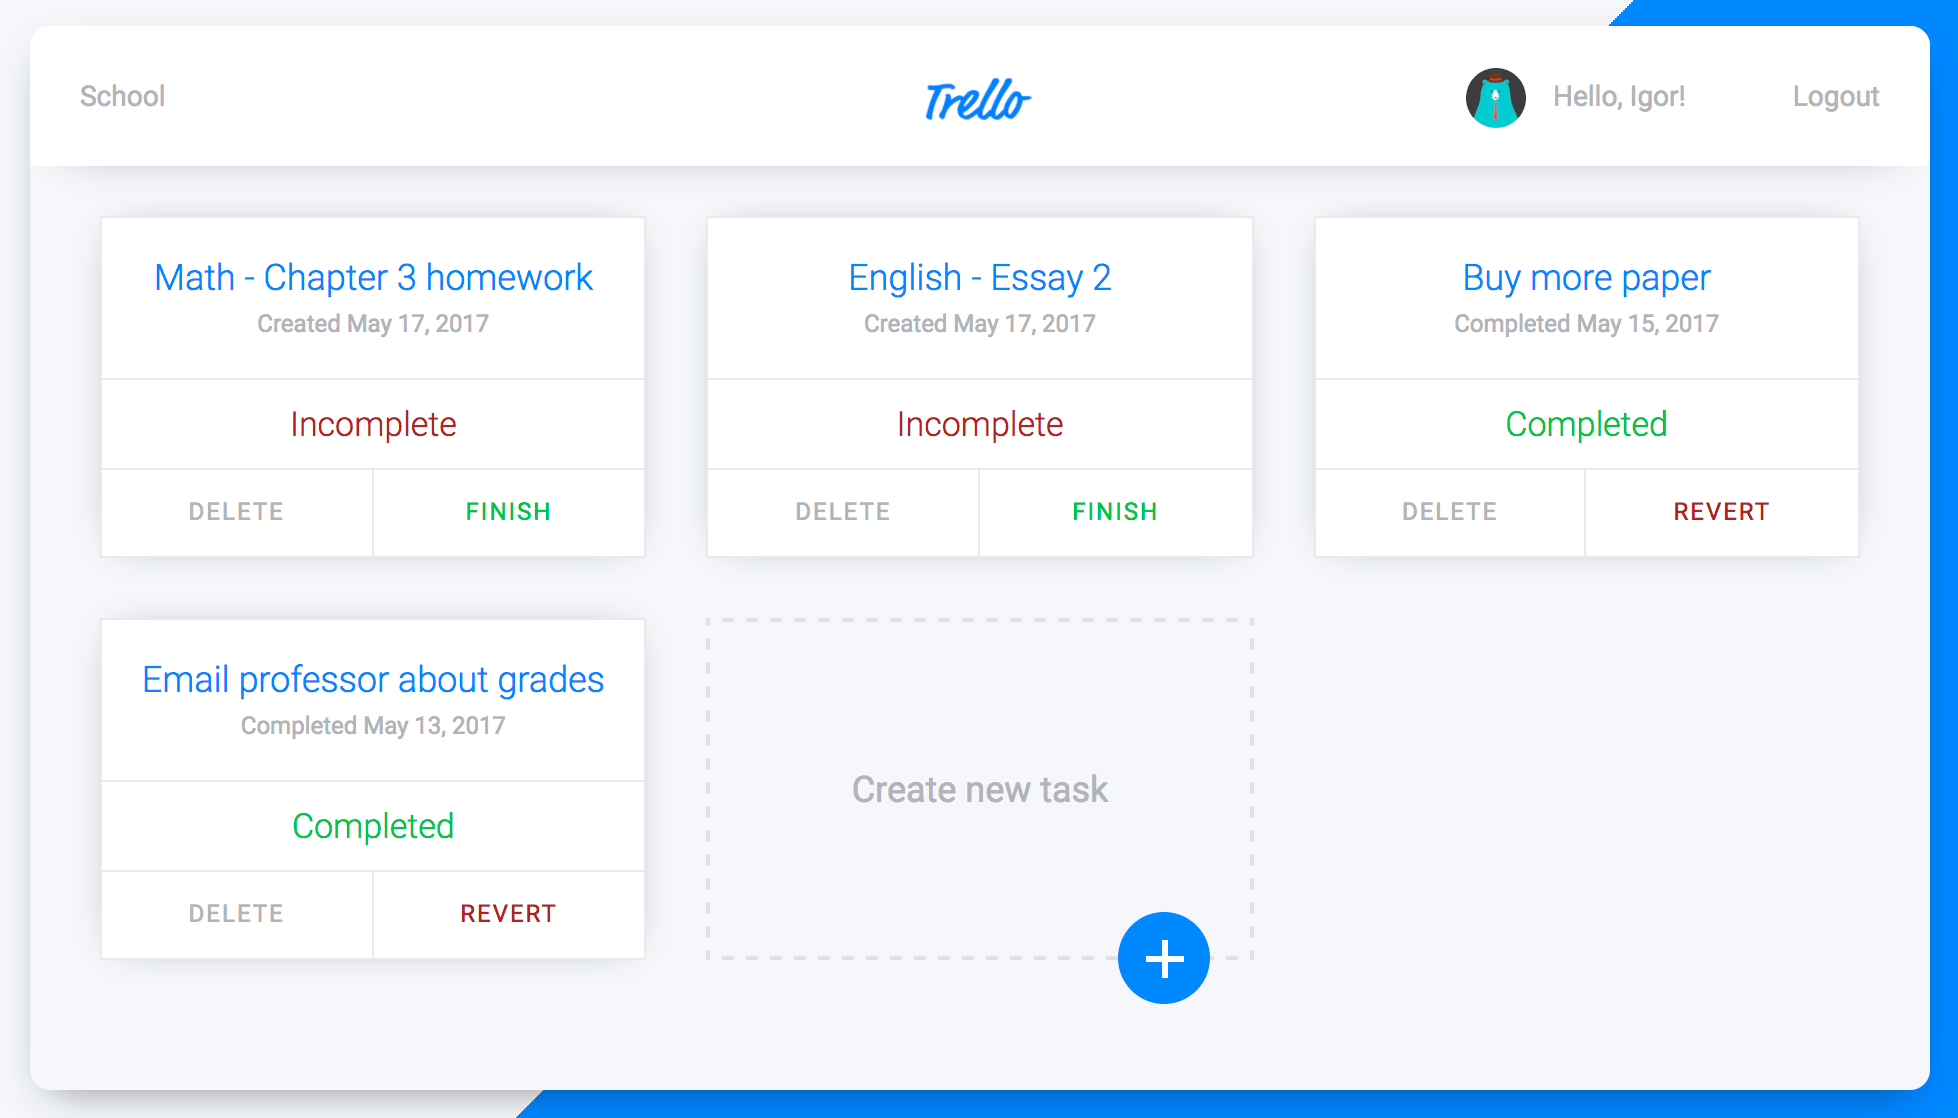 School
Trello
Hello, Igor!
Logout
Math - Chapter 3 homework
Created May 17, 2017
Incomplete
DELETE
FINISH
English - Essay 2
Created May 17, 2017
Incomplete
DELETE
FINISH
Buy more paper
Completed May 15, 2017
Completed
DELETE
REVERT
Email professor about grades
Completed May 13, 2017
Completed
DELETE
REVERT
Create new task